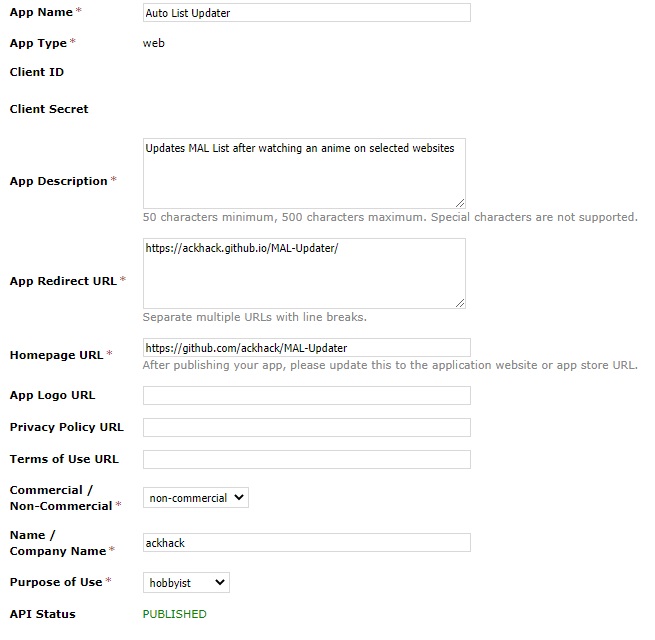 App Name *
Auto List Updater
App Type *
web
Client ID
Client Secret
App Description *
Updates MAL List after watching an anime on selected websites
50 characters minimum, 500 characters maximum. Special characters are not supported.
App Redirect URL *
https://ackhack.github.io/MAL-Updater/
Separate multiple URLs with line breaks.
Homepage URL *
https://github.com/ackhack/MAL-Updater
After publishing your app, please update this to the application website or app store URL.
App Logo URL
Privacy Policy URL
Terms of Use URL
Commercial /
Non-Commercial *
non-commercial
Name /
Company Name *
ackhack
Purpose of Use *
hobbyist
API Status
PUBLISHED